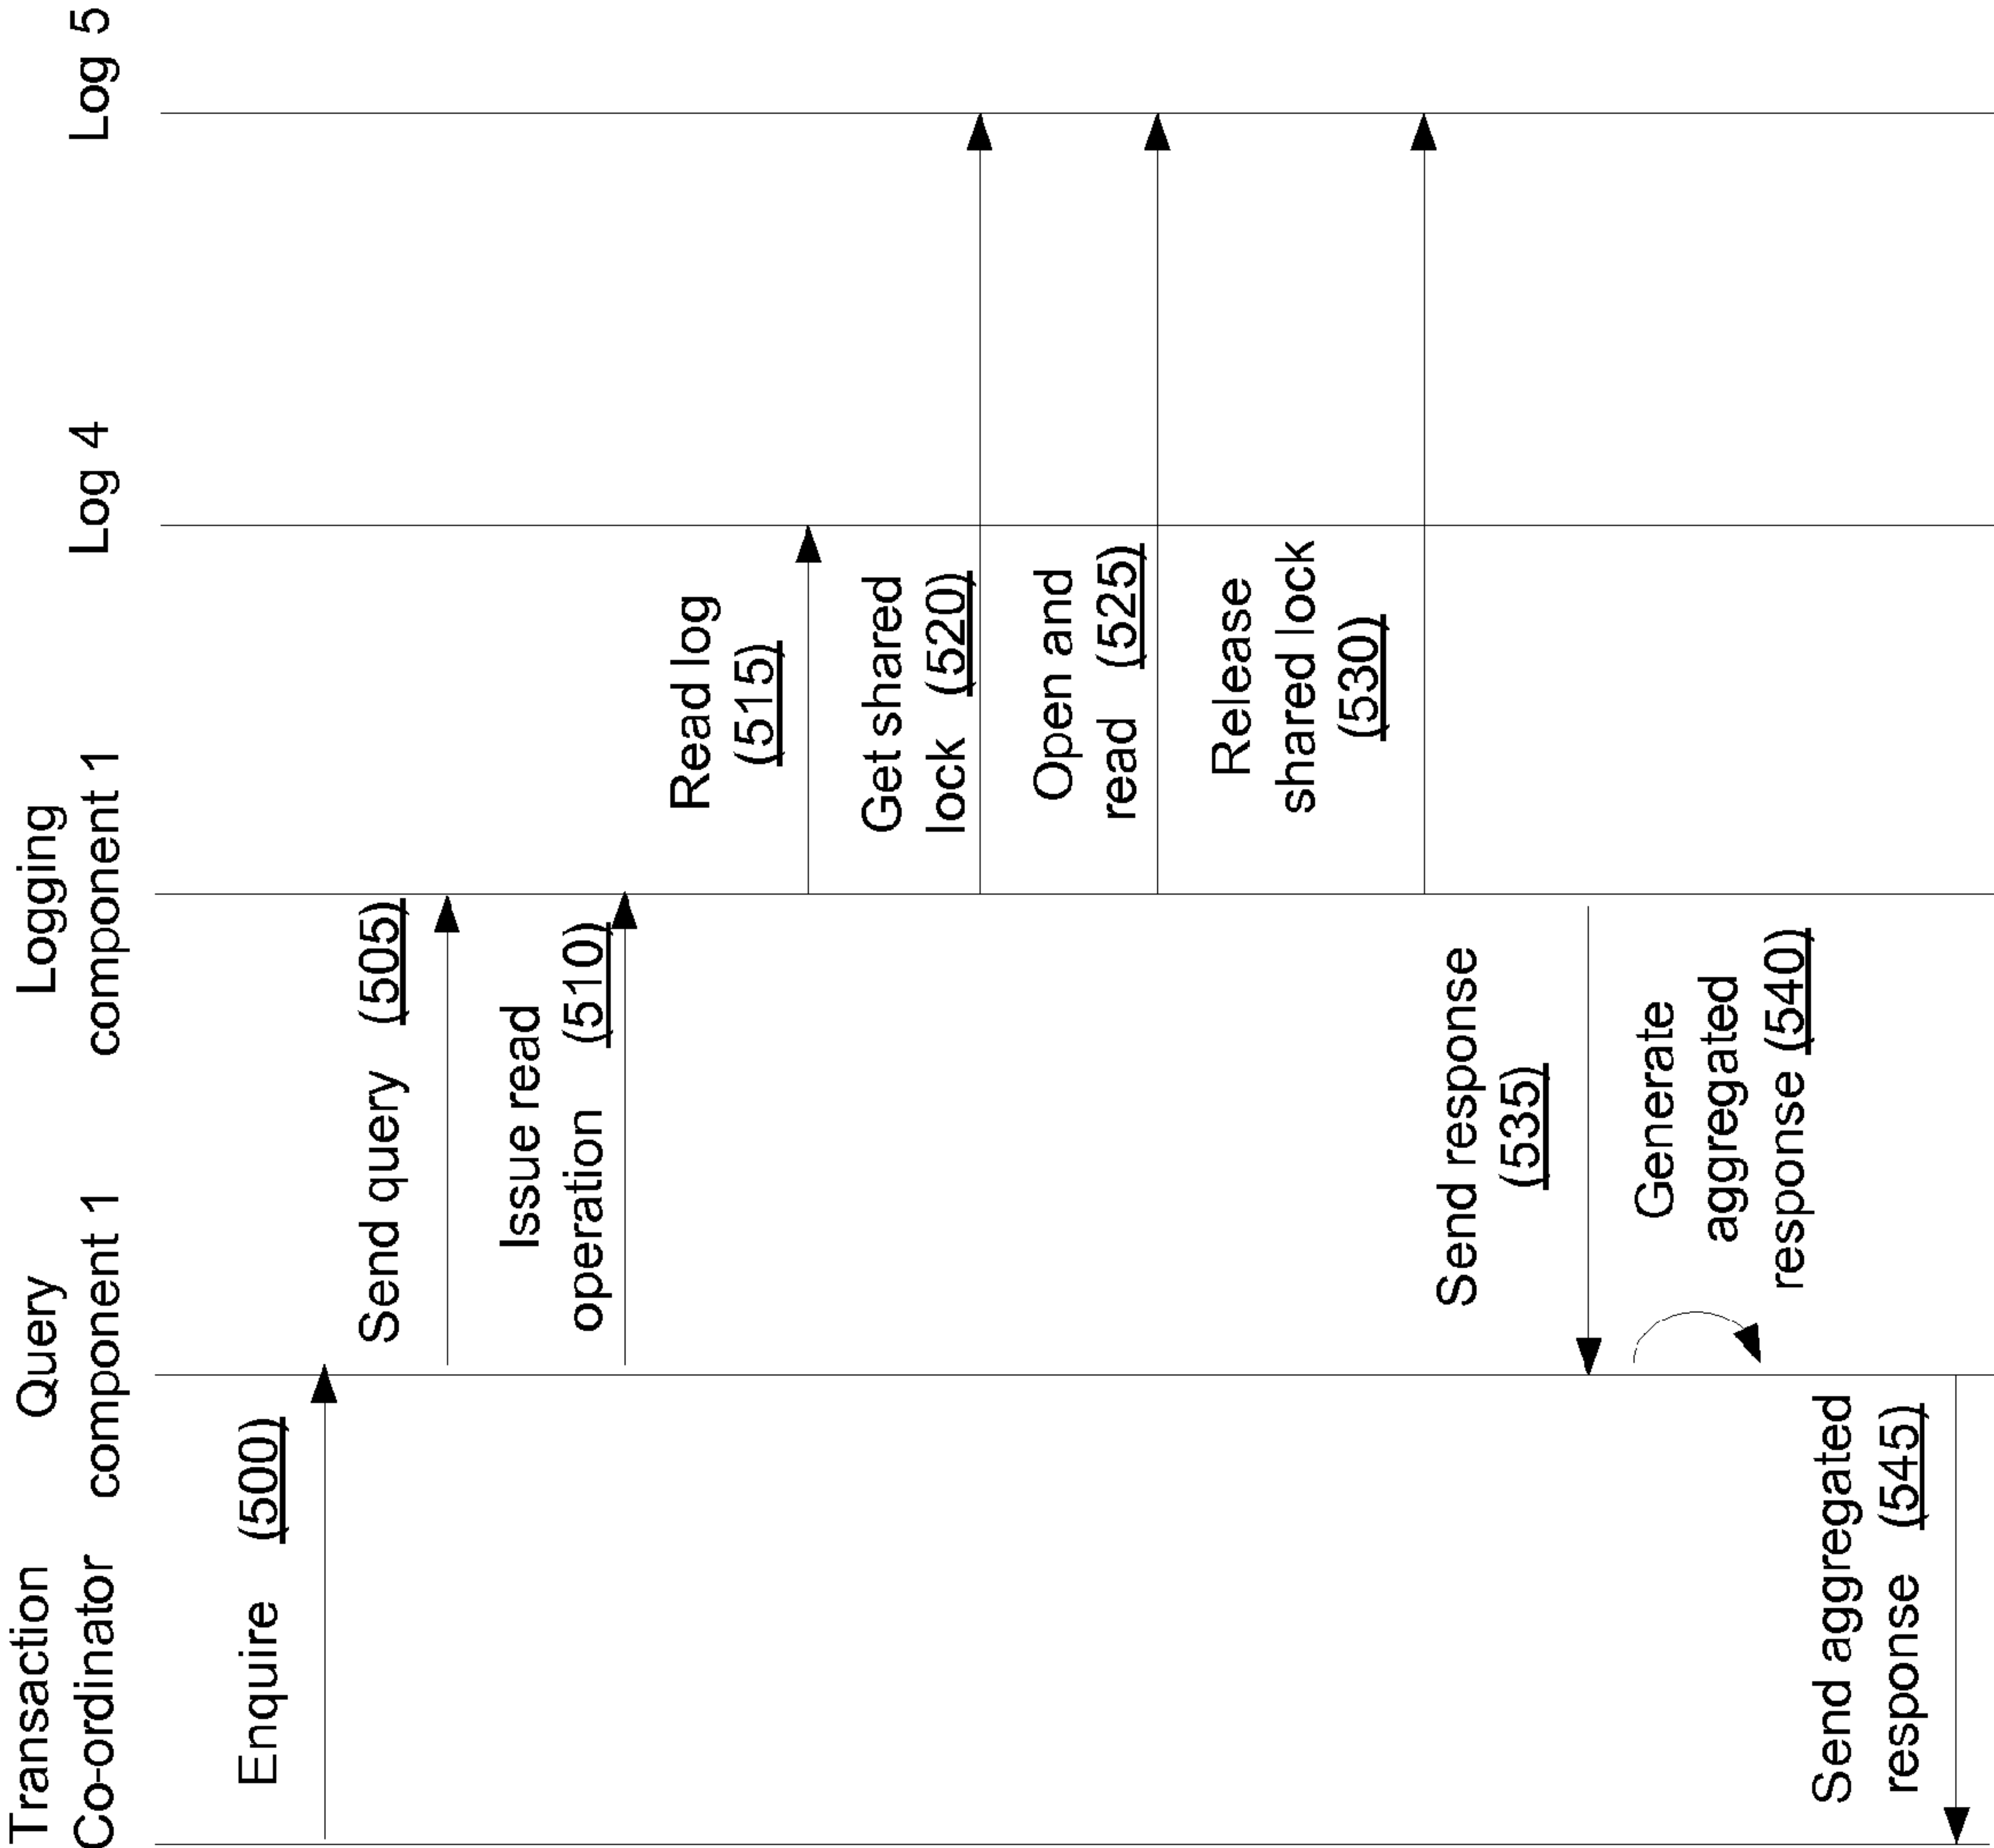 Transaction
Co-ordinator
Query
component 1
Logging
component 1
Log 4
Log 5
Enquire (500)
Send query (505)
Issue read
operation (510)
Read log
(515)
Get shared
lock (520)
Open and
read (525)
Release
shared lock
(530)
Send response
(535)
Generate
aggregated
response (540)
Send aggregated
response (545)